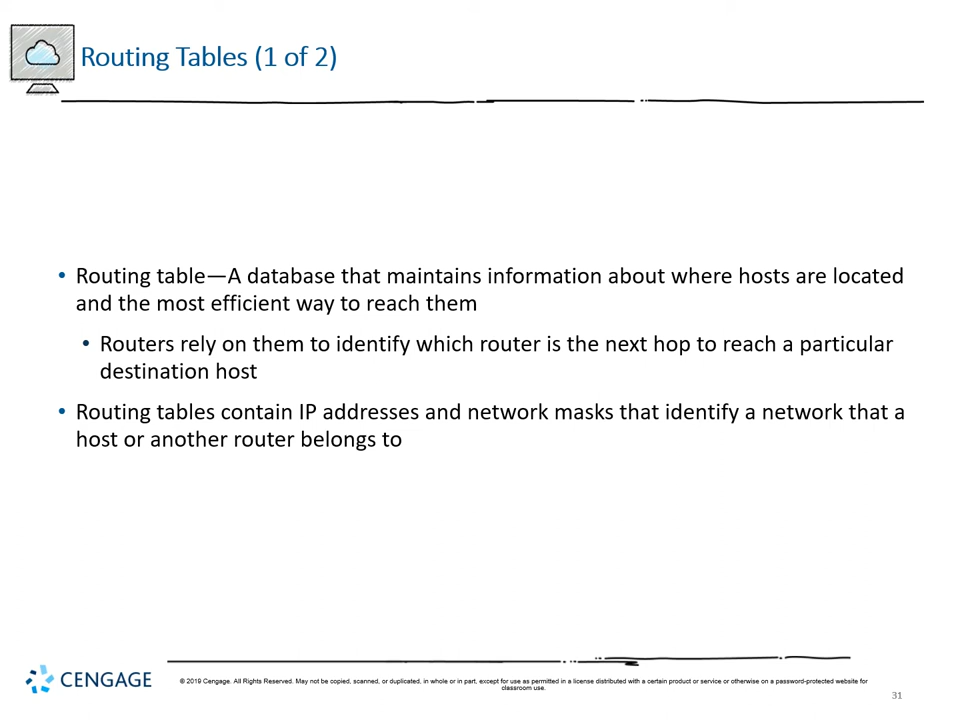 Routing Tables (1 of 2)
• Routing table—A database that maintains information about where hosts are located
and the most efficient way to reach them
• Routers rely on them to identify which router is the next hop to reach a particular
destination host
• Routing tables contain IP addresses and network masks that identify a network that a
host or another router belongs to
CENGAGE
© 2019 Cengage. All Rights Reserved. May not be copied, scanned, or duplicated, in whole or in part, except for use as permitted in a license distributed with a certain product or service or otherwise on a password-protected website for
classroom use.
31